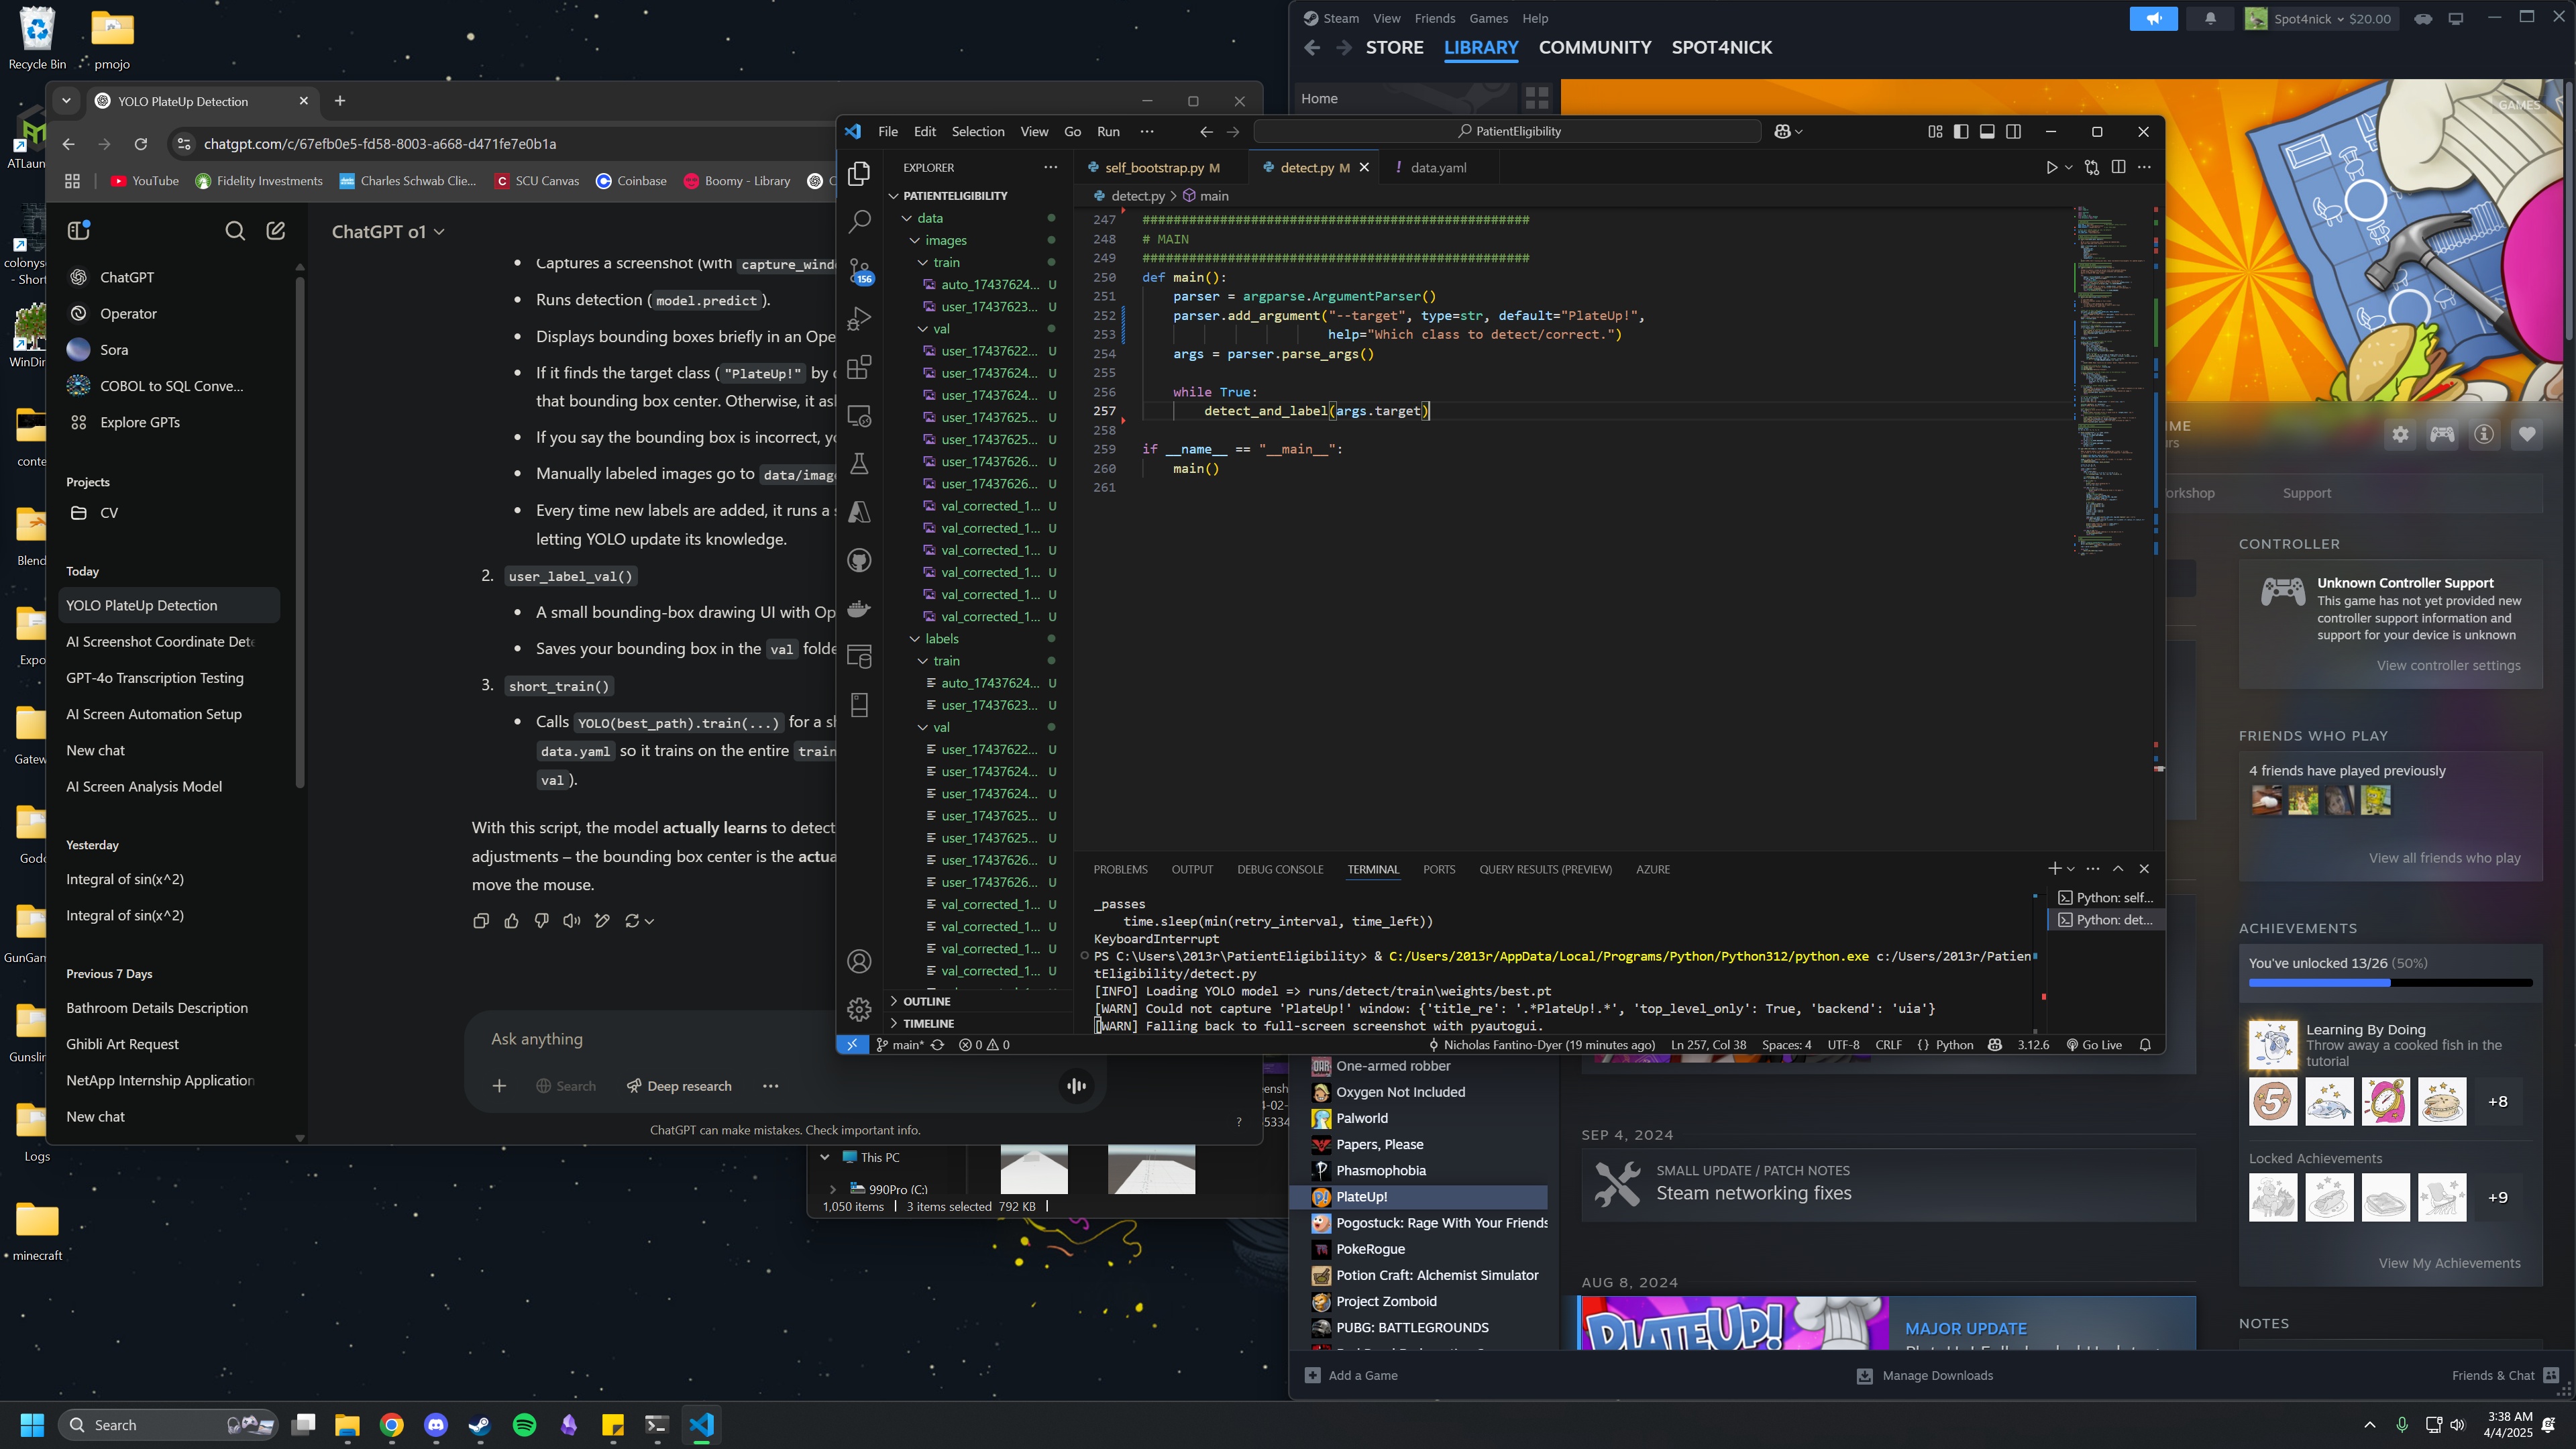 Recycle Bin
pmojo
ATLaun
colonys
- Short
WinDir
conte
Blend
Expo
Gatew
Godo
GunGam
Gunslin
Logs
minecraft
YOLO PlateUp Detection
chatgpt.com/c/67efb0e5-fd58-8003-a668-d471fe7e0b1a
YouTube
Fidelity Investments
Charles Schwab Clie...
SCU Canvas
Coinbase
Boomy - Library
ChatGPT
Operator
Sora
COBOL to SQL Conve...
Explore GPTs
Projects
CV
Today
YOLO PlateUp Detection
AI Screenshot Coordinate Dete
GPT-4o Transcription Testing
AI Screen Automation Setup
New chat
AI Screen Analysis Model
Yesterday
Integral of sin(x^2)
Integral of sin(x^2)
Previous 7 Days
Bathroom Details Description
Ghibli Art Request
NetApp Internship Application
New chat
ChatGPT o1
Captures a screenshot (with capture_wind
Runs detection (model.predict).
Displays bounding boxes briefly in an Ope
If it finds the target class ("PlateUp!" by
that bounding box center. Otherwise, it as
If you say the bounding box is incorrect, yo
Manually labeled images go to data/imag
Every time new labels are added, it runs a s
letting YOLO update its knowledge.
2. user_label_val()
A small bounding-box drawing UI with Op
Saves your bounding box in the val folde
3. short_train()
Calls YOLO(best_path).train(...) for a sh
data.yaml so it trains on the entire train
val).
With this script, the model actually learns to detect
adjustments – the bounding box center is the actua
move the mouse.
Ask anything
Search
Deep research
ChatGPT can make mistakes. Check important info.
?
File Edit Selection View Go Run ...
PatientEligibility
EXPLORER
PATIENTELIGIBILITY
data
images
train
auto_17437624... U
user_17437623... U
val
user_17437622... U
user_17437624... U
user_17437624... U
user_17437625... U
user_17437625... U
user_17437626... U
user_17437626... U
val_corrected_1... U
val_corrected_1... U
val_corrected_1... U
val_corrected_1... U
val_corrected_1... U
val_corrected_1... U
labels
train
auto_17437624... U
user_17437623... U
val
user_17437622... U
user_17437624... U
user_17437624... U
user_17437625... U
user_17437625... U
user_17437626... U
user_17437626... U
val_corrected_1... U
val_corrected_1... U
val_corrected_1... U
val_corrected_1... U
OUTLINE
TIMELINE
156
self_bootstrap.py M
detect.py M
data.yaml
detect.py > main
247 ##################################################
248 # MAIN
249 ##################################################
250 def main():
251 parser = argparse.ArgumentParser()
252 parser.add_argument("--target", type=str, default="PlateUp!",
253 help="Which class to detect/correct.")
254 args = parser.parse_args()
255
256 while True:
257 detect_and_label(args.target)
258
259 if __name__ == "__main__":
260 main()
261
PROBLEMS OUTPUT DEBUG CONSOLE TERMINAL PORTS QUERY RESULTS (PREVIEW) AZURE
_passes
time.sleep(min(retry_interval, time_left))
KeyboardInterrupt
PS C:\Users\2013r\PatientEligibility> & C:/Users/2013r/AppData/Local/Programs/Python/Python312/python.exe c:/Users/2013r/Patien
tEligibility/detect.py
[INFO] Loading YOLO model => runs/detect/train\weights/best.pt
[WARN] Could not capture 'PlateUp!' window: {'title_re': '.*PlateUp!.*', 'top_level_only': True, 'backend': 'uia'}
[WARN] Falling back to full-screen screenshot with pyautogui.
Python: self...
Python: det...
main*
0 0
Nicholas Fantino-Dyer (19 minutes ago)
Ln 257, Col 38
Spaces: 4
UTF-8
CRLF
{} Python
3.12.6
Go Live
This PC
990Pro (C:)
1,050 items
3 items selected 792 KB
Steam View Friends Games Help
Spot4nick
$20.00
STORE LIBRARY COMMUNITY SPOT4NICK
Home
GAMES
orkshop
Support
CONTROLLER
Unknown Controller Support
This game has not yet provided new
controller support information and
support for your device is unknown
View controller settings
FRIENDS WHO PLAY
4 friends have played previously
View all friends who play
ACHIEVEMENTS
You've unlocked 13/26 (50%)
Learning By Doing
Throw away a cooked fish in the
tutorial
+8
Locked Achievements
+9
View My Achievements
NOTES
One-armed robber
Oxygen Not Included
Palworld
Papers, Please
Phasmophobia
PlateUp!
Pogostuck: Rage With Your Friends
PokeRogue
Potion Craft: Alchemist Simulator
Project Zomboid
PUBG: BATTLEGROUNDS
SEP 4, 2024
SMALL UPDATE / PATCH NOTES
Steam networking fixes
AUG 8, 2024
PLATEUP!
MAJOR UPDATE
Add a Game
Manage Downloads
Friends & Chat
Search
3:38 AM
4/4/2025